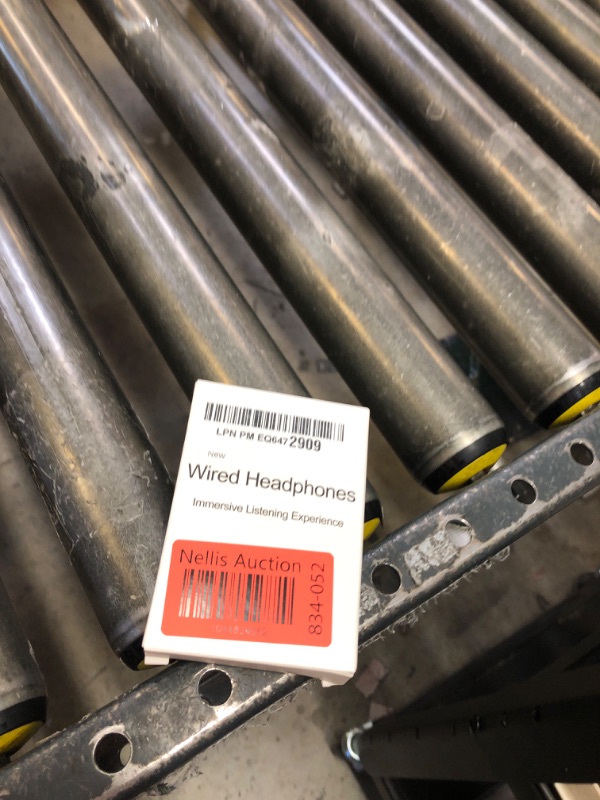 LPN PM EQ6472909
New
Wired Headphones
Immersive Listening Experience
Nellis Auction
834-052